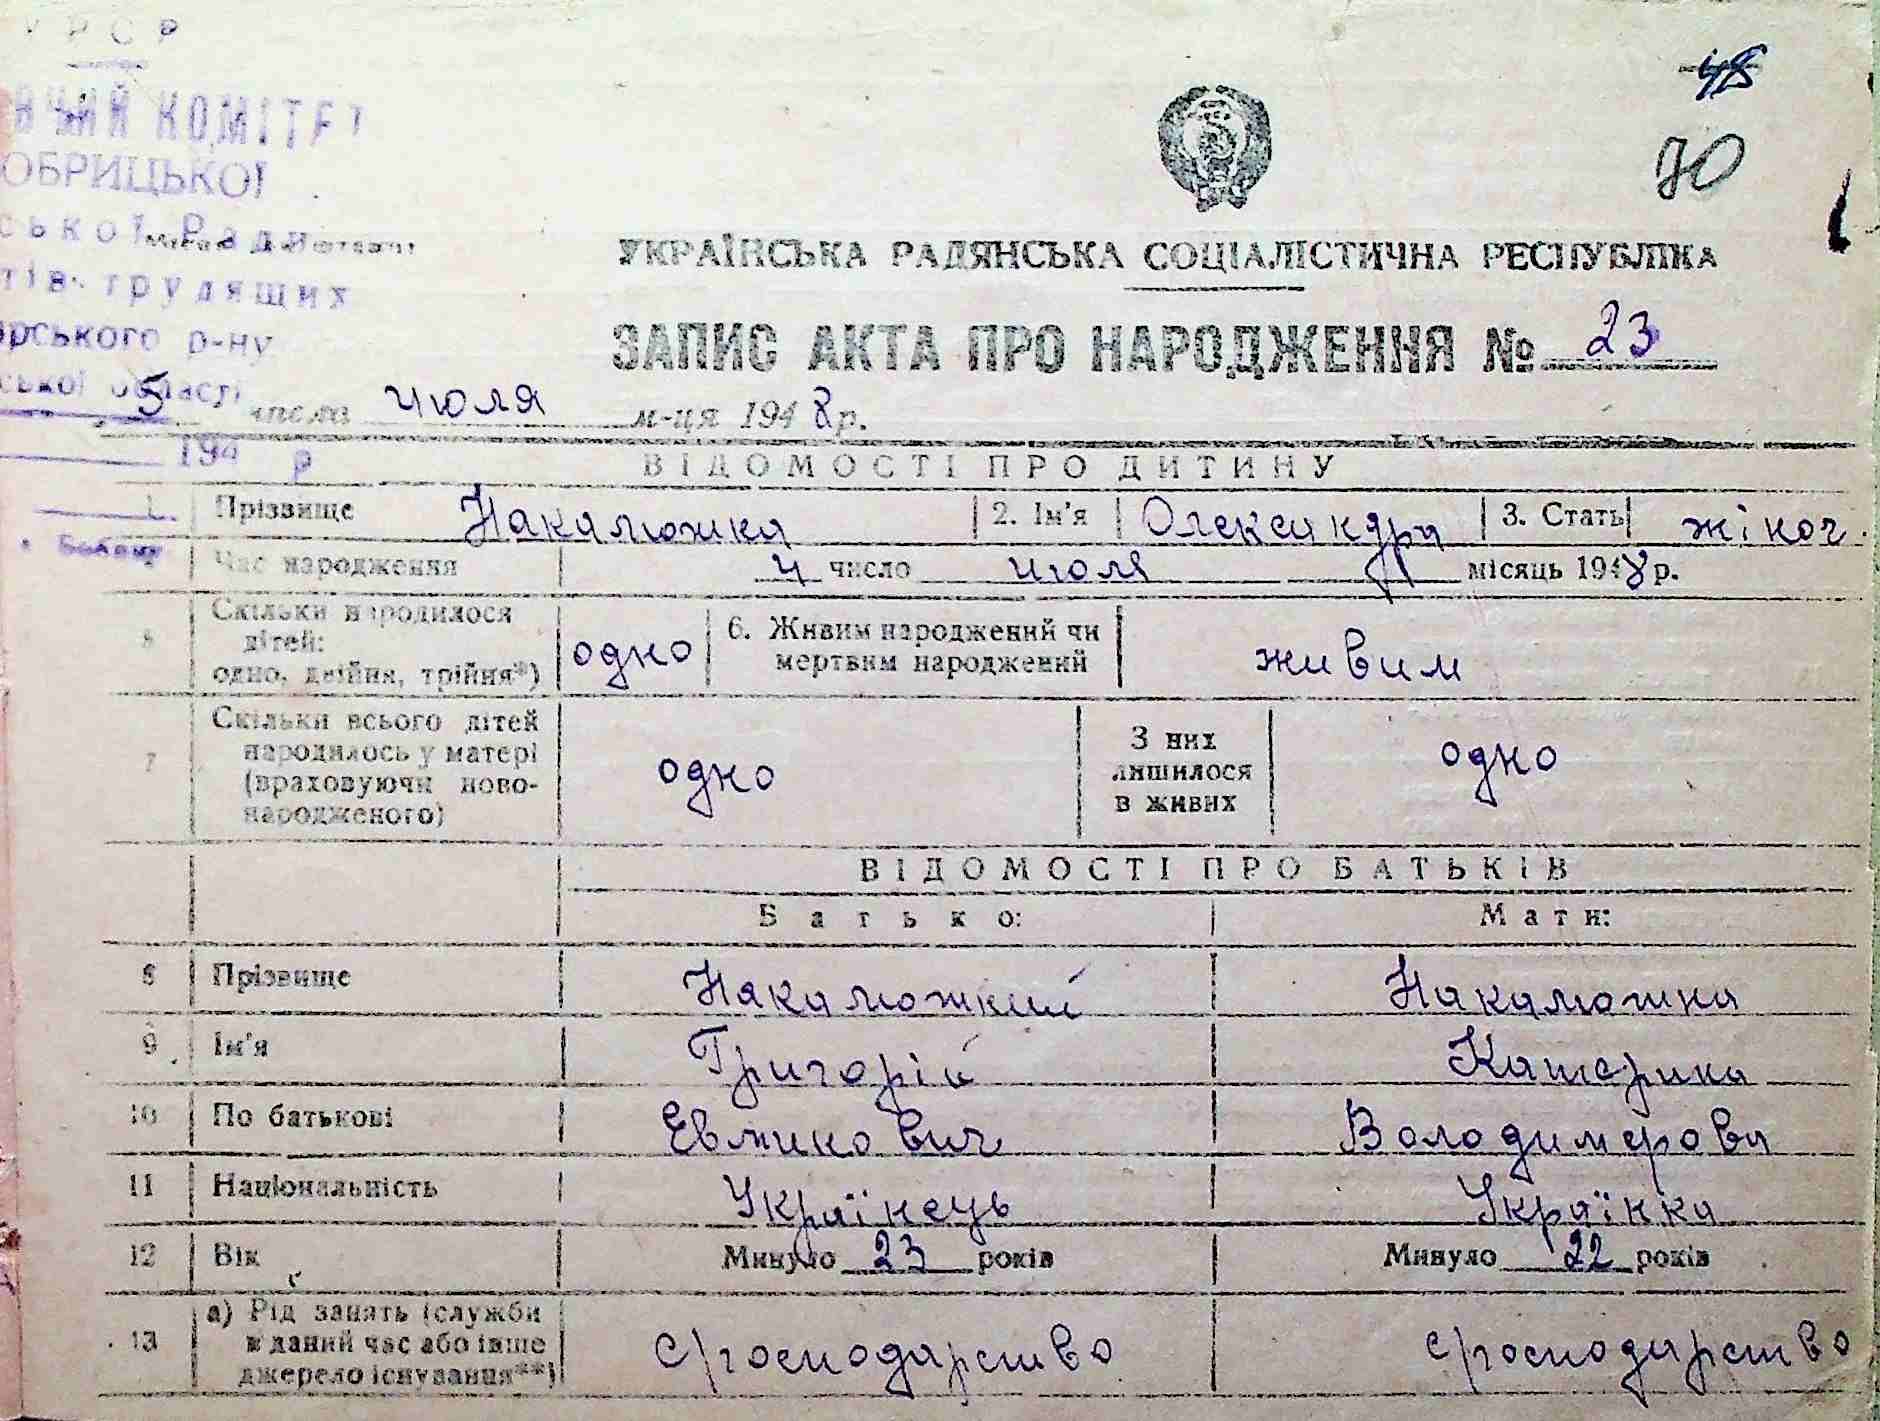 УРСР
ВЧИЙ КОМІТЕТ
ОБРИЦЬКОЇ
ської Ради
тів трудящих
орського р-ну
ської області
194 р
48
70
УКРАЇНСЬКА РАДЯНСЬКА СОЦІАЛІСТИЧНА РЕСПУБЛІКА
ЗАПИС АКТА ПРО НАРОДЖЕННЯ № 23
5 числа июля м-ця 1948 р.
ВІДОМОСТІ ПРО ДИТИНУ
1. Прізвище Накалюжна 2. Ім'я Олександра 3. Стать жіноч.
Час народження 4 число июля місяць 1948 р.
5 Скільки народилося дітей: одно, двійня, трійня*) одно 6. Живим народжений чи мертвим народжений живим
7 Скільки всього дітей народилось у матері (враховуючи новонародженого) одно З них лишилося в живих одно
ВІДОМОСТІ ПРО БАТЬКІВ
Батько: Мати:
8 Прізвище Накалюжний Накалюжна
9 Ім'я Григорій Катерина
10 По батькові Володимерова
11 Національність Українець Українка
12 Вік Минуло 23 років Минуло 22 років
13 а) Рід занять (служби в даний час або інше джерело існування**) с/господарство с/господарство